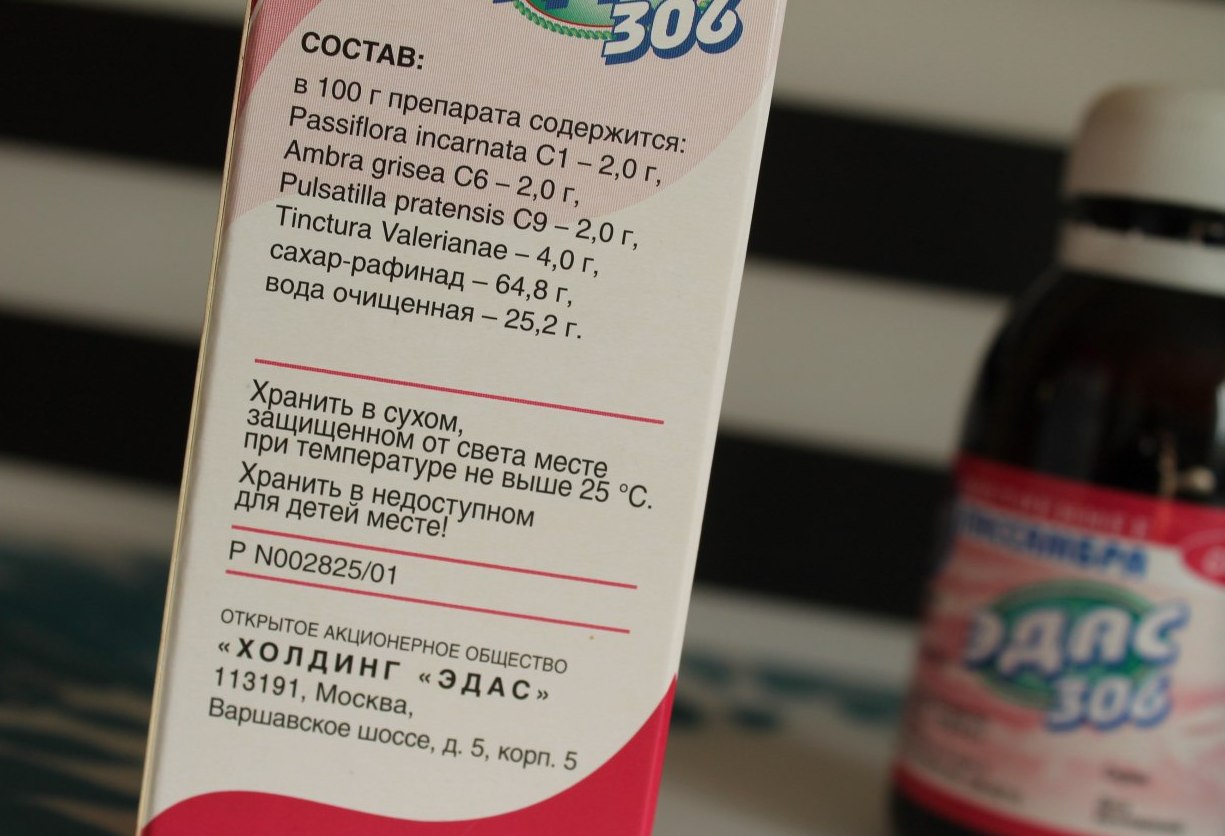 306
СОСТАВ:
в 100 г препарата содержится:
Passiflora incarnata C1 – 2,0 г,
Ambra grisea C6 – 2,0 г,
Pulsatilla pratensis C9 – 2,0 г,
Tinctura Valerianae – 4,0 г,
сахар-рафинад – 64,8 г,
вода очищенная – 25,2 г.
Хранить в сухом,
защищенном от света месте
при температуре не выше 25 °С.
Хранить в недоступном
для детей месте!
Р N002825/01
ОТКРЫТОЕ АКЦИОНЕРНОЕ ОБЩЕСТВО
«ХОЛДИНГ «ЭДАС»
113191, Москва,
Варшавское шоссе, д. 5, корп. 5
ПАССАМБРА
ЭДАС
306